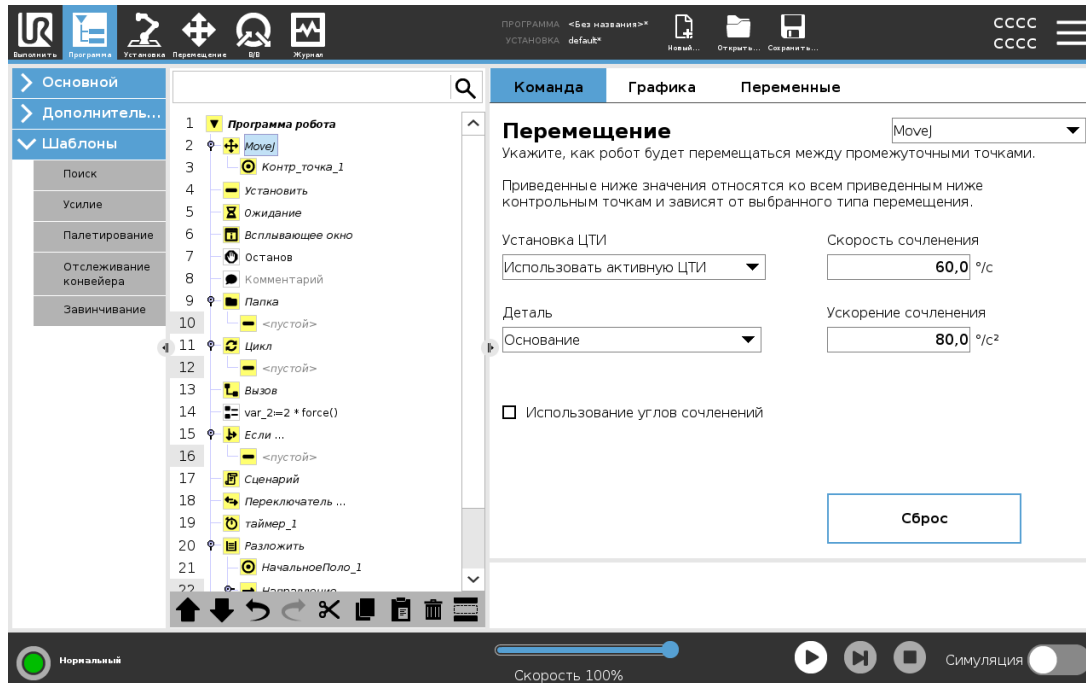 UR
Выполнить
Программа
Установка
Перемещение
В/В
Журнал
ПРОГРАММА <Без названия>*
УСТАНОВКА default*
Новый...
Открыть...
Сохранить...
CCCC
CCCC
Основной
Дополнитель...
Шаблоны
Поиск
Усилие
Палетирование
Отслеживание
конвейера
Завинчивание
1 Программа робота
2 MoveJ
3 Контр_точка_1
4 Установить
5 Ожидание
6 Всплывающее окно
7 Останов
8 Комментарий
9 Папка
10 <пустой>
11 Цикл
12 <пустой>
13 Вызов
14 var_2≔2 * force()
15 Если ...
16 <пустой>
17 Сценарий
18 Переключатель ...
19 таймер_1
20 Разложить
21 НачальноеПоло_1
22 Направление
Команда
Графика
Переменные
Перемещение
MoveJ
Укажите, как робот будет перемещаться между промежуточными точками.
Приведенные ниже значения относятся ко всем приведенным ниже
контрольным точкам и зависят от выбранного типа перемещения.
Установка ЦТИ
Скорость сочленения
Использовать активную ЦТИ
60,0 °/с
Деталь
Ускорение сочленения
Основание
80,0 °/с²
Использование углов сочленений
Сброс
Нормальный
Скорость 100%
Симуляция